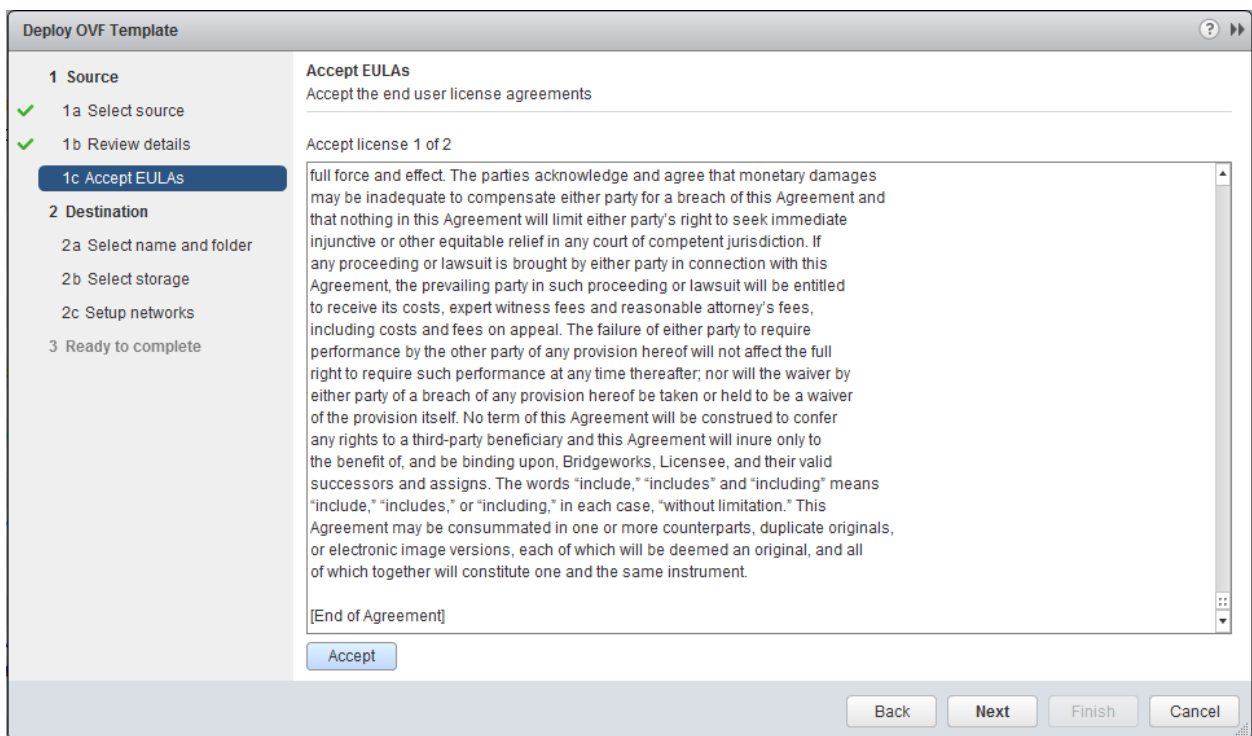 Deploy OVF Template
?
1 Source
1a Select source
1b Review details
1c Accept EULAs
2 Destination
2a Select name and folder
2b Select storage
2c Setup networks
3 Ready to complete
Accept EULAs
Accept the end user license agreements
Accept license 1 of 2
full force and effect. The parties acknowledge and agree that monetary damages
may be inadequate to compensate either party for a breach of this Agreement and
that nothing in this Agreement will limit either party's right to seek immediate
injunctive or other equitable relief in any court of competent jurisdiction. If
any proceeding or lawsuit is brought by either party in connection with this
Agreement, the prevailing party in such proceeding or lawsuit will be entitled
to receive its costs, expert witness fees and reasonable attorney's fees,
including costs and fees on appeal. The failure of either party to require
performance by the other party of any provision hereof will not affect the full
right to require such performance at any time thereafter; nor will the waiver by
either party of a breach of any provision hereof be taken or held to be a waiver
of the provision itself. No term of this Agreement will be construed to confer
any rights to a third-party beneficiary and this Agreement will inure only to
the benefit of, and be binding upon, Bridgeworks, Licensee, and their valid
successors and assigns. The words “include,” “includes” and “including” means
“include,” “includes,” or “including,” in each case, “without limitation.” This
Agreement may be consummated in one or more counterparts, duplicate originals,
or electronic image versions, each of which will be deemed an original, and all
of which together will constitute one and the same instrument.
[End of Agreement]
Accept
Back
Next
Finish
Cancel